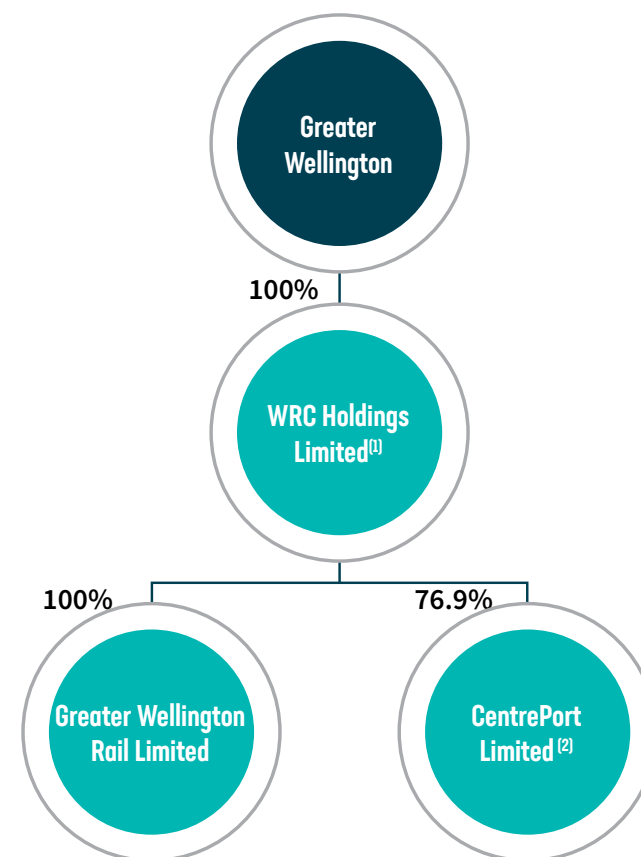 Greater
Wellington
100%
WRC Holdings
Limited(1)
100%
76.9%
Greater Wellington
Rail Limited
CentrePort
Limited (2)